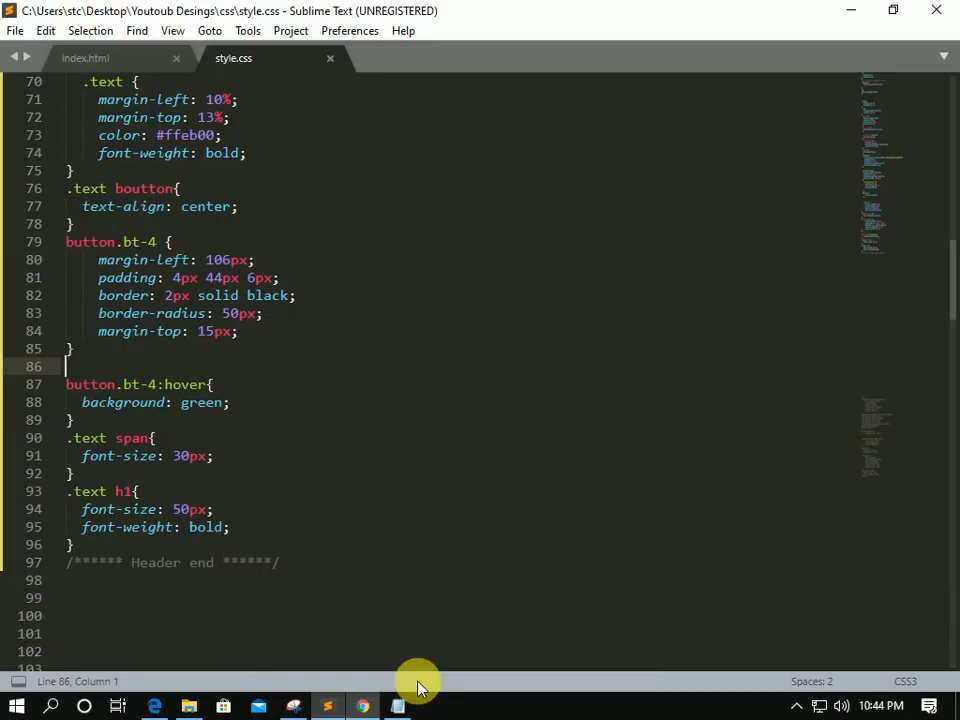 C:\Users\stc\Desktop\Youtoub Desings\css\style.css - Sublime Text (UNREGISTERED)
File Edit Selection Find View Goto Tools Project Preferences Help
index.html style.css
70 .text {
71 margin-left: 10%;
72 margin-top: 13%;
73 color: #ffeb00;
74 font-weight: bold;
75 }
76 .text boutton{
77 text-align: center;
78 }
79 button.bt-4 {
80 margin-left: 106px;
81 padding: 4px 44px 6px;
82 border: 2px solid black;
83 border-radius: 50px;
84 margin-top: 15px;
85 }
86
87 button.bt-4:hover{
88 background: green;
89 }
90 .text span{
91 font-size: 30px;
92 }
93 .text h1{
94 font-size: 50px;
95 font-weight: bold;
96 }
97 /****** Header end ******/
98
99
100
101
102
103
Line 86, Column 1 Spaces: 2 CSS3
10:44 PM